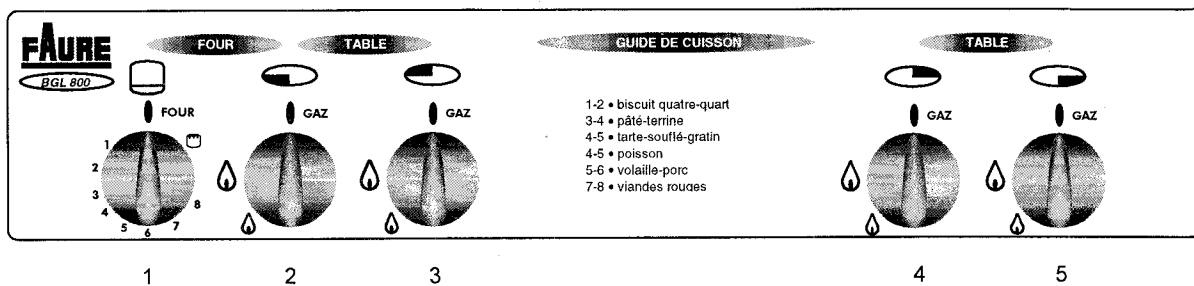 FAURE
BGL 800
FOUR
TABLE
GUIDE DE CUISSON
TABLE
FOUR
GAZ
GAZ
GAZ
GAZ
1
2
3
4
5
6
7
8
1-2 • biscuit quatre-quart
3-4 • pâté-terrine
4-5 • tarte-souflé-gratin
4-5 • poisson
5-6 • volaille-porc
7-8 • viandes rouges
1 2 3 4 5